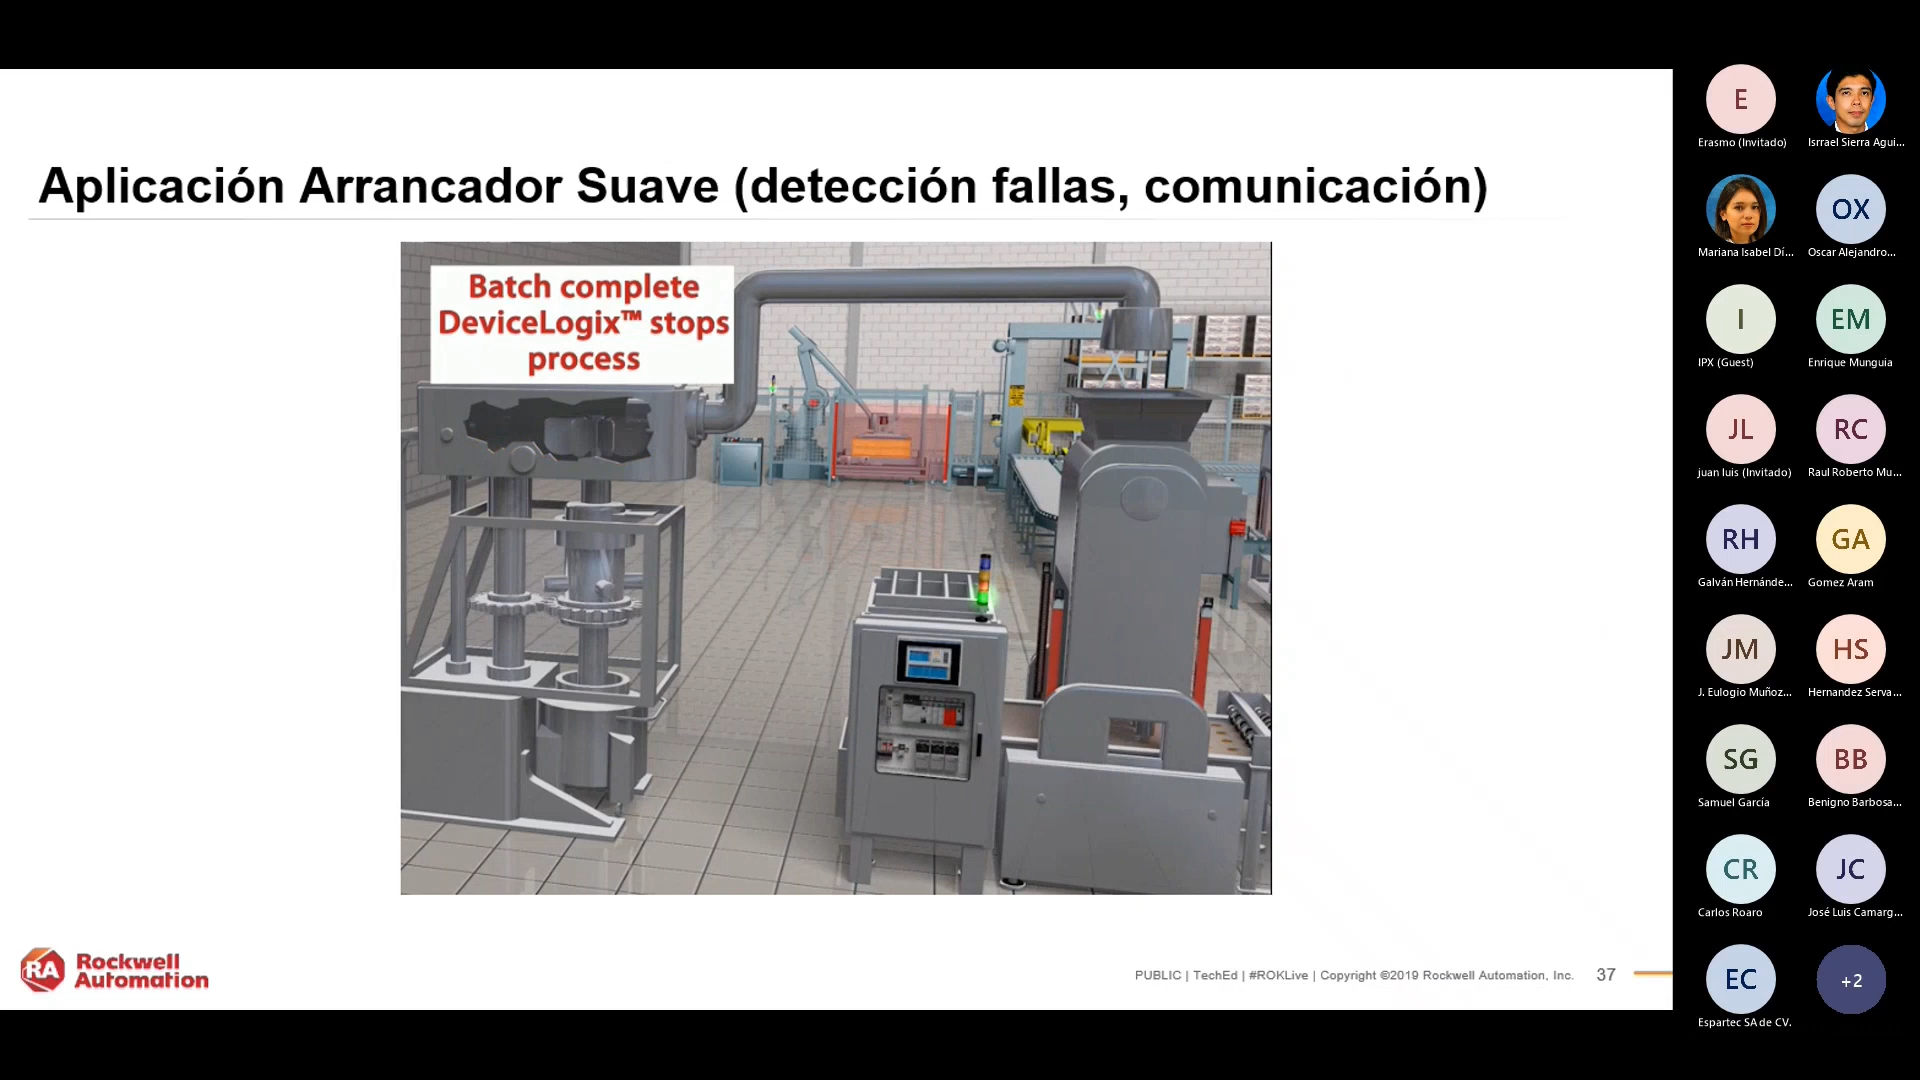 Aplicación Arrancador Suave (detección fallas, comunicación)
Batch complete
DeviceLogix™ stops
process
RA
Rockwell
Automation
PUBLIC | TechEd | #ROKLive | Copyright ©2019 Rockwell Automation, Inc.
37
E
Erasmo (Invitado)
Isrrael Sierra Agui...
Mariana Isabel Dí...
OX
Oscar Alejandro...
I
IPX (Guest)
EM
Enrique Munguia
JL
juan luis (Invitado)
RC
Raul Roberto Mu...
RH
Galván Hernánde...
GA
Gomez Aram
JM
J. Eulogio Muñoz...
HS
Hernandez Serva...
SG
Samuel García
BB
Benigno Barbosa...
CR
Carlos Roaro
JC
José Luis Camarg...
EC
Espartec SA de CV.
+2